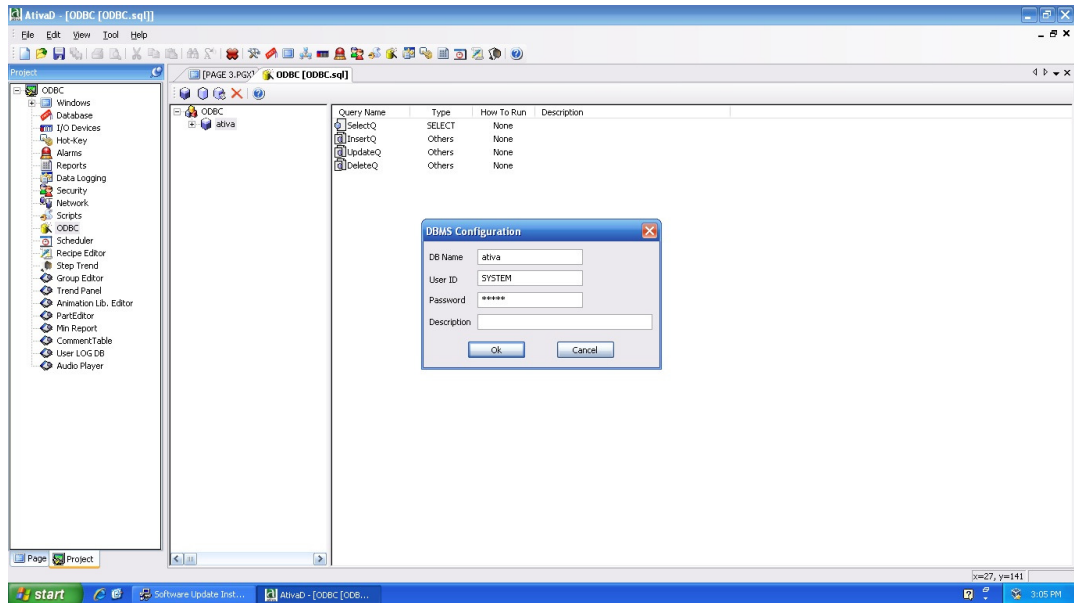 AtivaD - [ODBC [ODBC.sql]]
File Edit View Tool Help
Project
[PAGE 3.PGX]
ODBC [ODBC.sql]
ODBC
Windows
Database
I/O Devices
Hot-Key
Alarms
Reports
Data Logging
Security
Network
Scripts
ODBC
Scheduler
Recipe Editor
Step Trend
Group Editor
Trend Panel
Animation Lib. Editor
PartEditor
Min Report
CommentTable
User LOG DB
Audio Player
ODBC
ativa
Query Name Type How To Run Description
SelectQ SELECT None
InsertQ Others None
UpdateQ Others None
DeleteQ Others None
DBMS Configuration
DB Name ativa
User ID SYSTEM
Password *****
Description
Ok Cancel
Page Project
x=27, y=141
start Software Update Inst... AtivaD - [ODBC [ODB... 3:05 PM